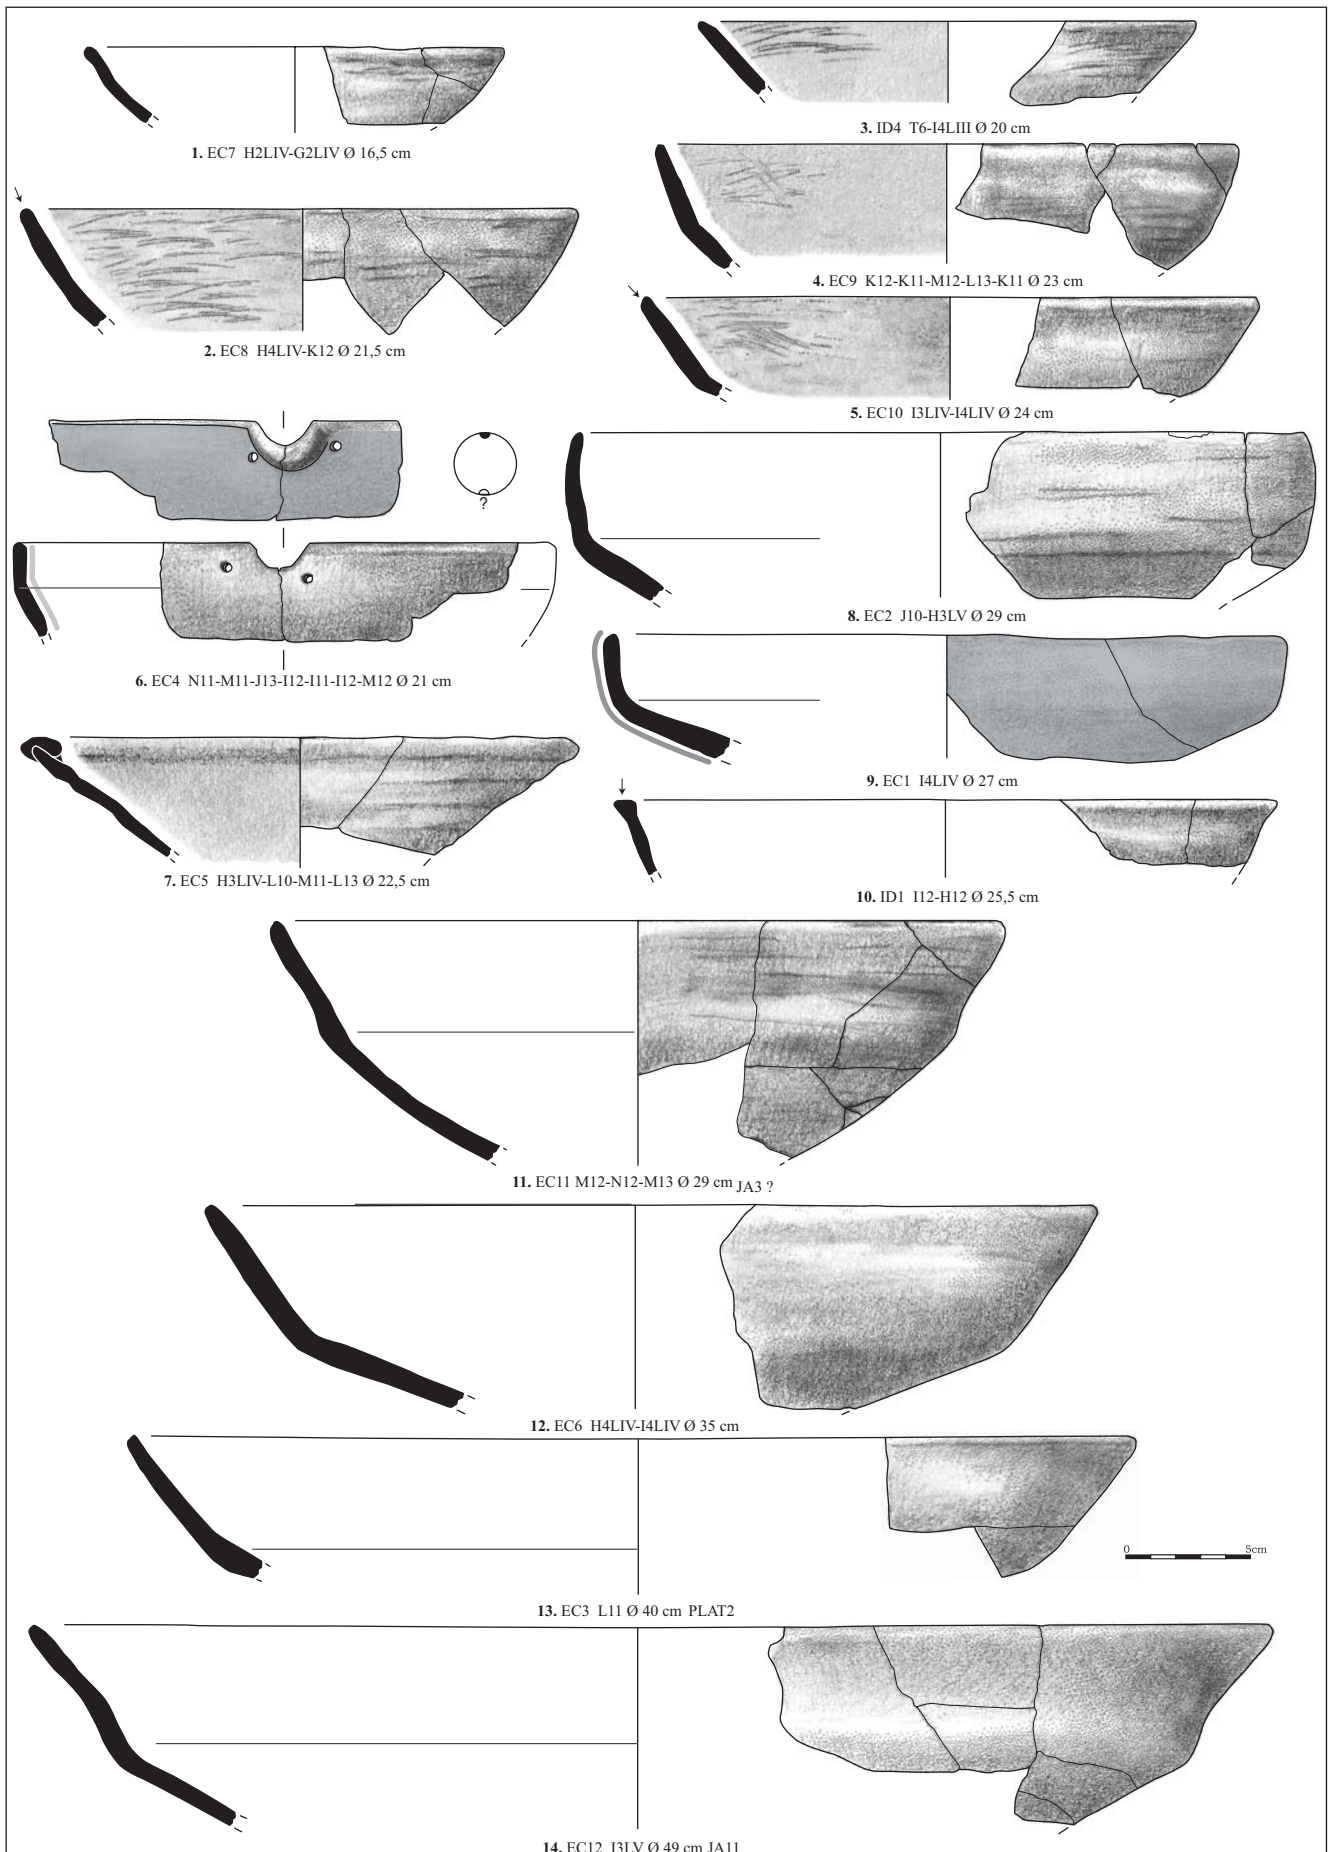 1. EC7 H2LIV-G2LIV Ø 16,5 cm
2. EC8 H4LIV-K12 Ø 21,5 cm
3. ID4 T6-I4LIII Ø 20 cm
4. EC9 K12-K11-M12-L13-K11 Ø 23 cm
5. EC10 I3LIV-I4LIV Ø 24 cm
?
6. EC4 N11-M11-J13-I12-I11-I12-M12 Ø 21 cm
7. EC5 H3LIV-L10-M11-L13 Ø 22,5 cm
8. EC2 J10-H3LV Ø 29 cm
9. EC1 I4LIV Ø 27 cm
10. ID1 I12-H12 Ø 25,5 cm
11. EC11 M12-N12-M13 Ø 29 cm JA3 ?
12. EC6 H4LIV-I4LIV Ø 35 cm
0 5cm
13. EC3 L11 Ø 40 cm PLAT2
14. EC12 I3LV Ø 49 cm JA11